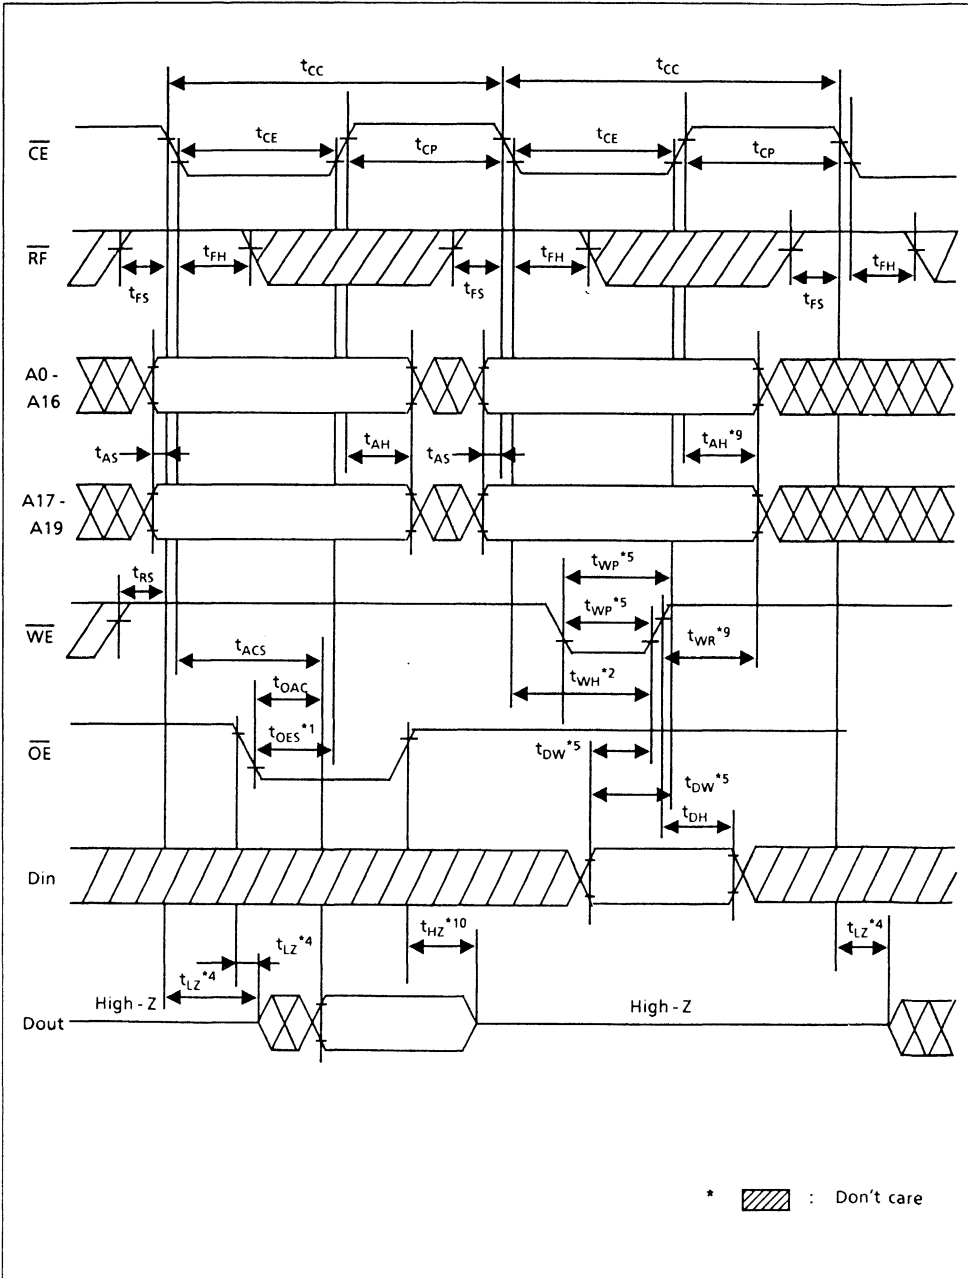 tCC tCC
CE tCE tCP tCE tCP
RF tFS tFH tFS tFH tFS tFH
A0 -
A16
tAS tAH tAS tAH*9
A17 -
A19
tRS tWP*5
WE tWP*5
tACS tWR*9
tOAC tWH*2
OE tOES*1 tDW*5
tDW*5
tDH
Din
tLZ*4 tHZ*10 tLZ*4
tLZ*4
High - Z High - Z
Dout
* : Don't care